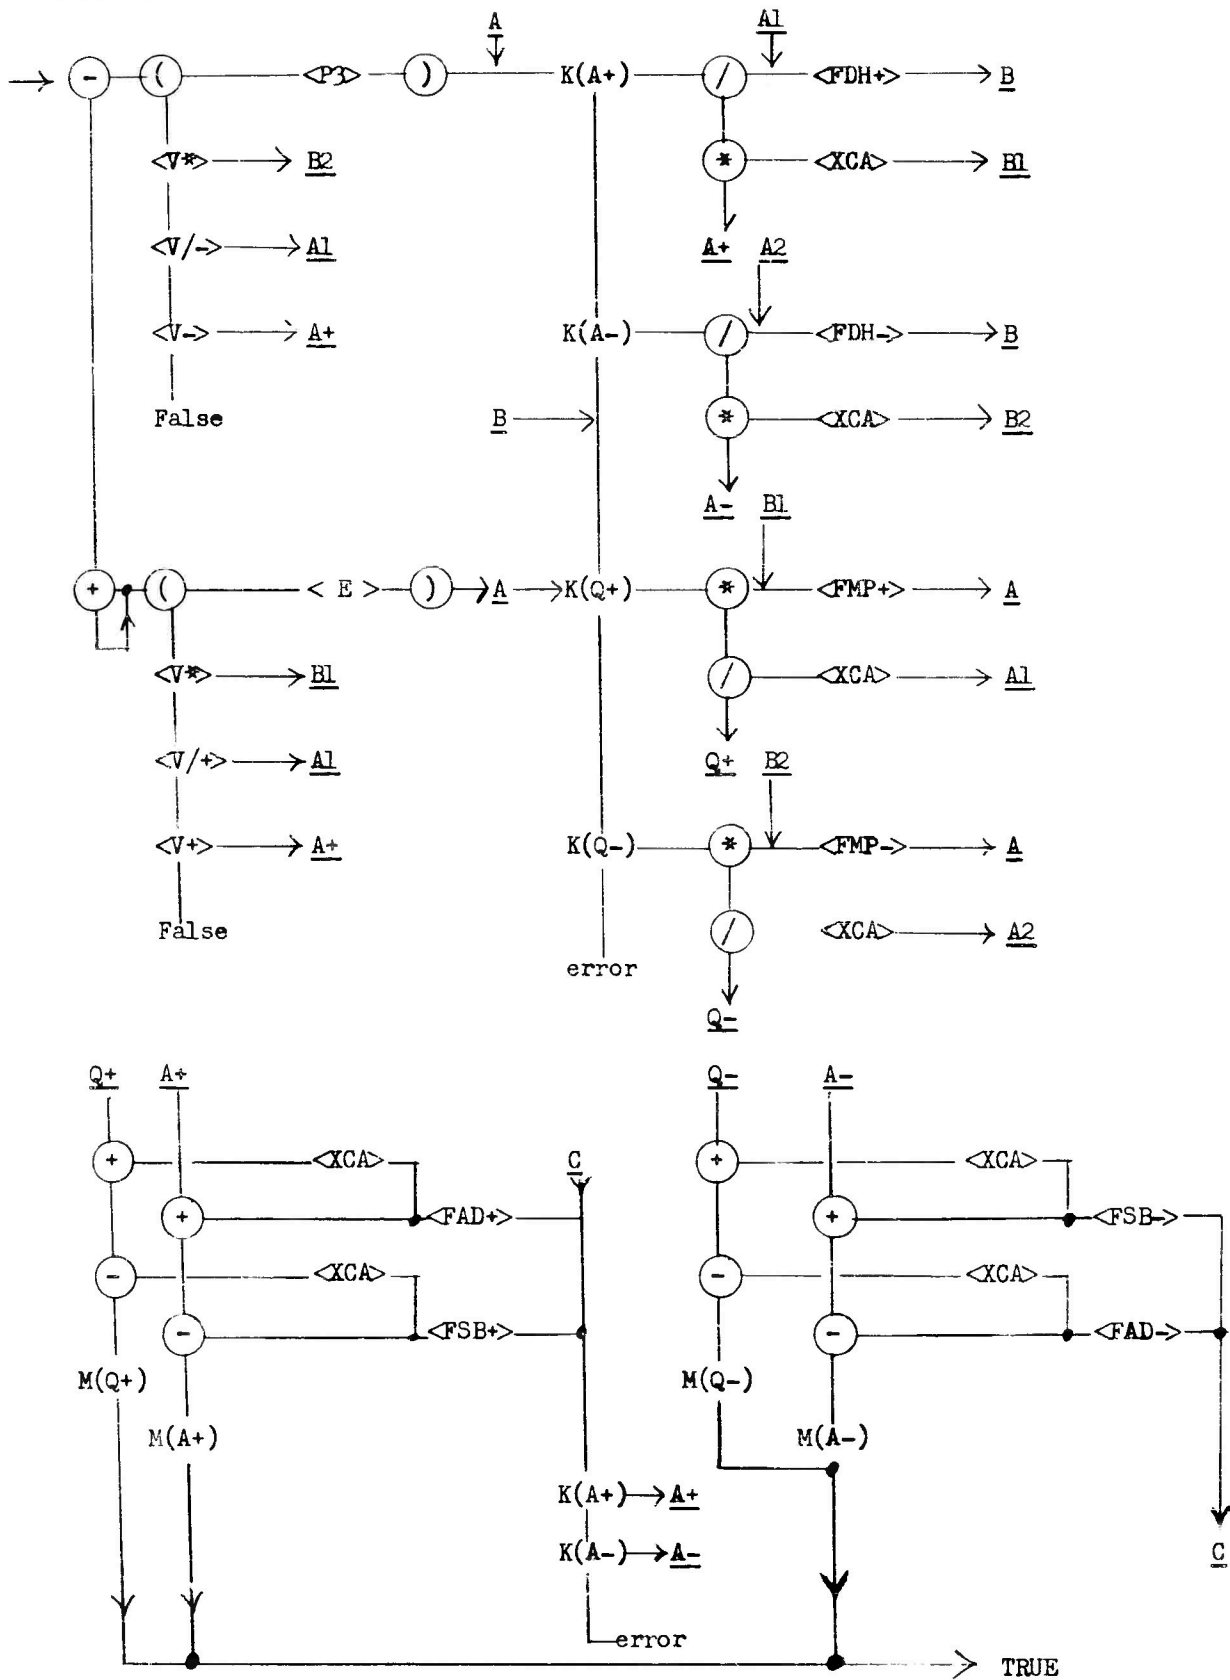 A A1
- ( <P3> ) K(A+) / <FDH+> B
<V*> B2 * <XCA> B1
<V/-> A1 A+ A2
<V-> A+ K(A-) / <FDH-> B
False B * <XCA> B2
A- B1
+ ( < E > ) A K(Q+) * <FMP+> A
<V*> B1 / <XCA> A1
<V/+> A1 Q+ B2
<V+> A+ K(Q-) * <FMP-> A
False / <XCA> A2
error
Q-
Q+ A+ Q- A-
+ <XCA> C + <XCA>
+ <FAD+> + <FSB->
- <XCA> - <XCA>
- <FSB+> - <FAD->
M(Q+) M(Q-)
M(A+) M(A-)
K(A+) A+
K(A-) A- C
error
TRUE